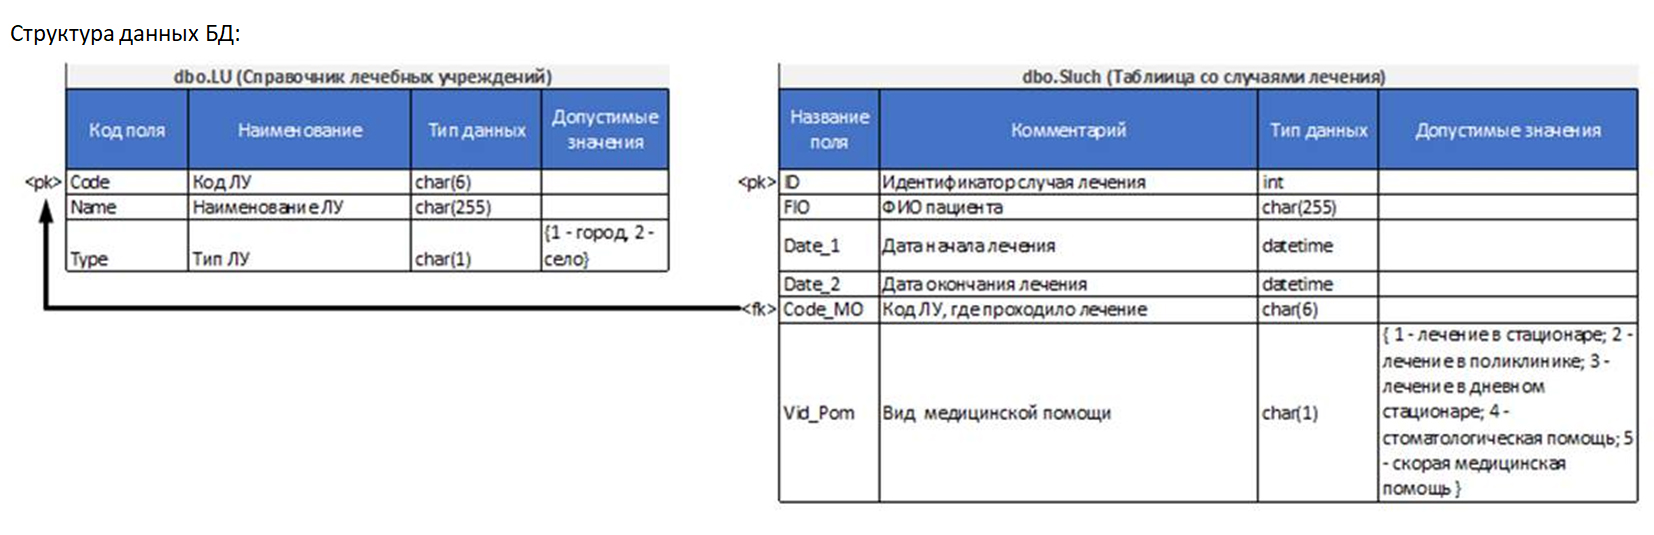 Структура данных БД:
dbo.LU (Справочник лечебных учреждений)
Код поля Наименование Тип данных Допустимые
значения
<pk> Code Код ЛУ char(6)
Name Наименование ЛУ char(255)
Type Тип ЛУ char(1) {1 - город, 2 -
село}
dbo.Sluch (Таблиица со случаями лечения)
Название
поля Комментарий Тип данных Допустимые значения
<pk> ID Идентификатор случая лечения int
FIO ФИО пациента char(255)
Date_1 Дата начала лечения datetime
Date_2 Дата окончания лечения datetime
<fk> Code_MO Код ЛУ, где проходило лечение char(6)
Vid_Pom Вид медицинской помощи char(1) { 1 - лечение в стационаре; 2 -
лечение в поликлинике; 3 -
лечение в дневном
стационаре; 4 -
стоматологическая помощь; 5
- скорая медицинская
помощь }